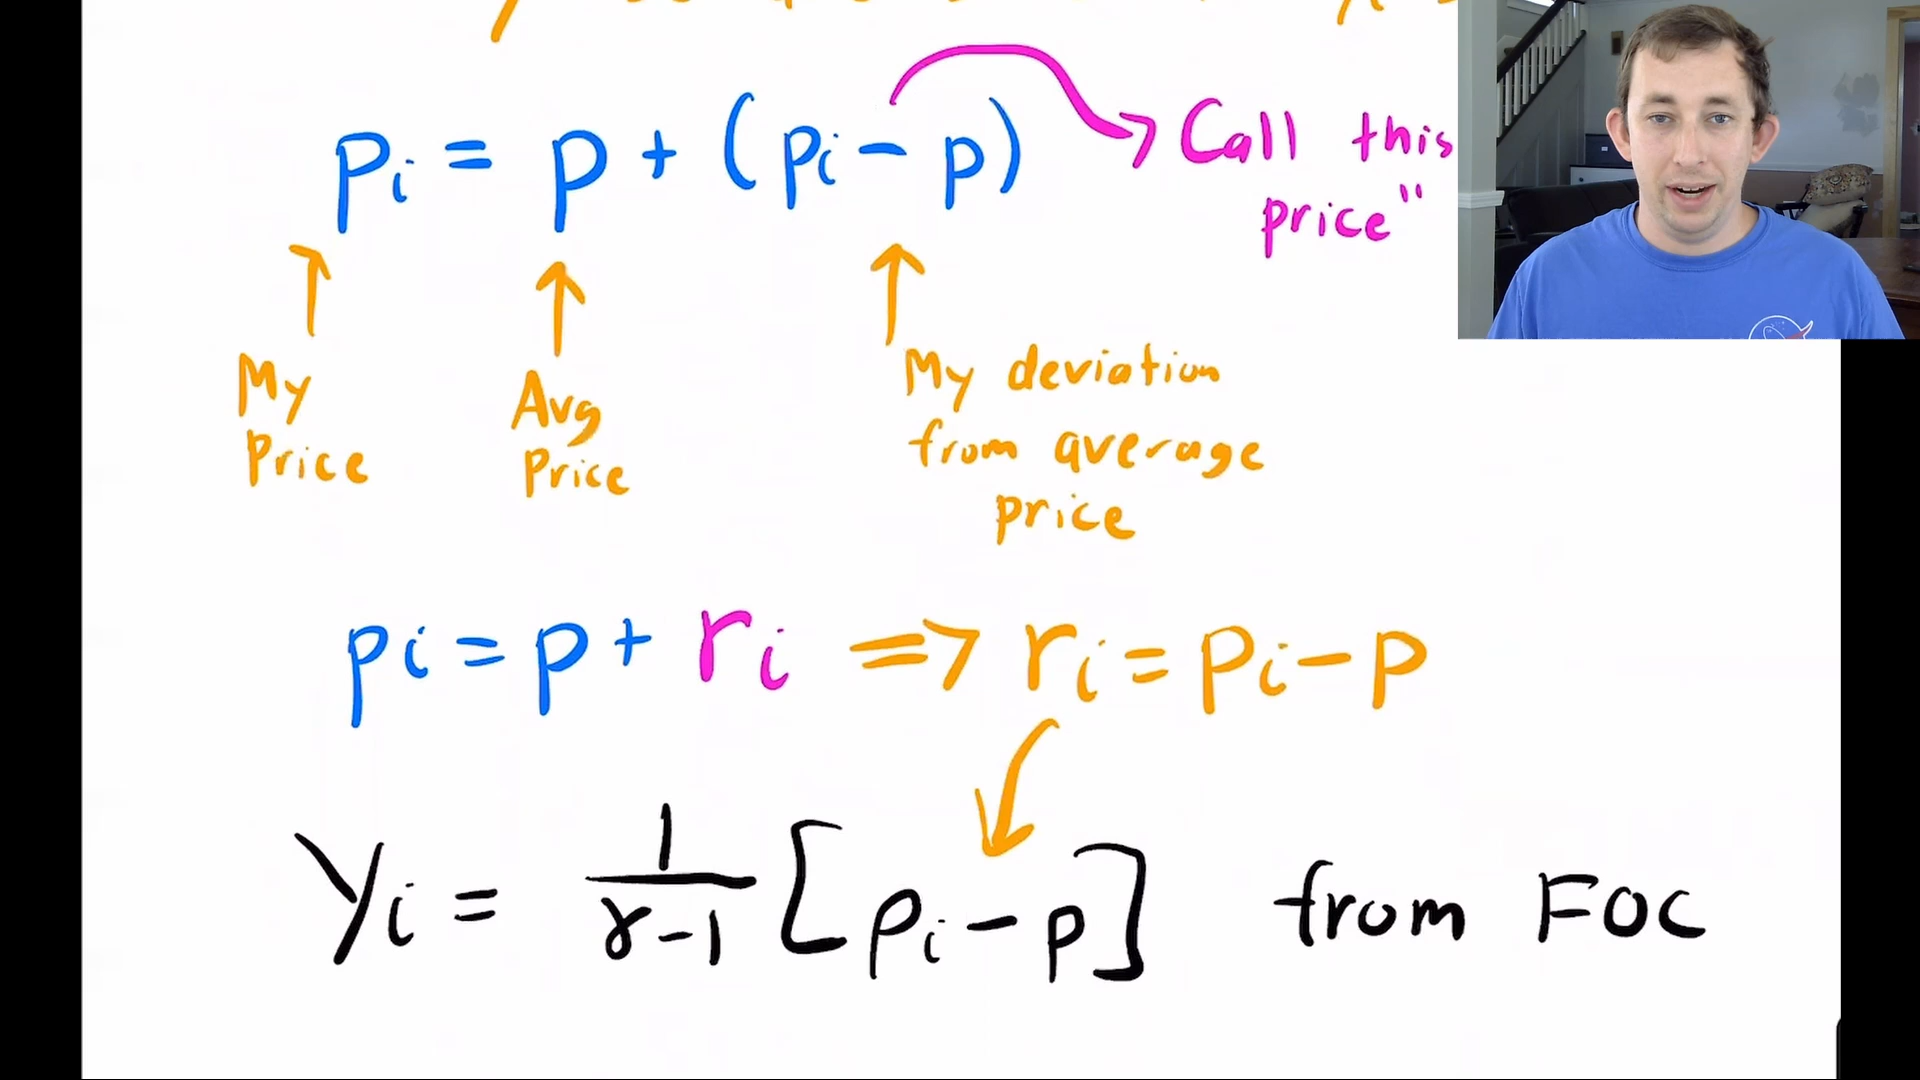 pi = p + (pi - p)
Call this
price"
My
Price
Avg
Price
My deviation
from average
price
pi = p + ri => ri = pi - p
yi = 1/(γ-1) [pi - p] from FOC